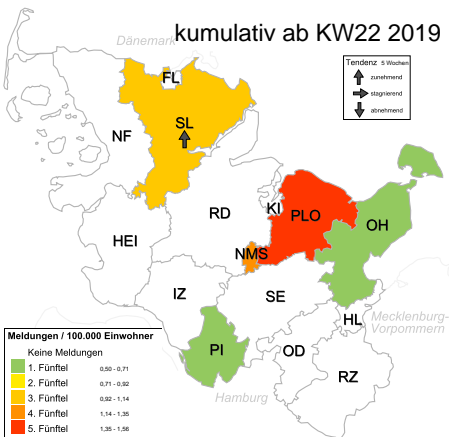 kumulativ ab KW22 2019
Dänemark
Tendenz 5 Wochen
zunehmend
stagnierend
abnehmend
FL
SL
NF
KI
PLO
RD
OH
HEI
NMS
IZ
SE
HL
Mecklenburg-
Vorpommern
PI
OD
RZ
Hamburg
Meldungen / 100.000 Einwohner
Keine Meldungen
1. Fünftel 0,50 - 0,71
2. Fünftel 0,71 - 0,92
3. Fünftel 0,92 - 1,14
4. Fünftel 1,14 - 1,35
5. Fünftel 1,35 - 1,56